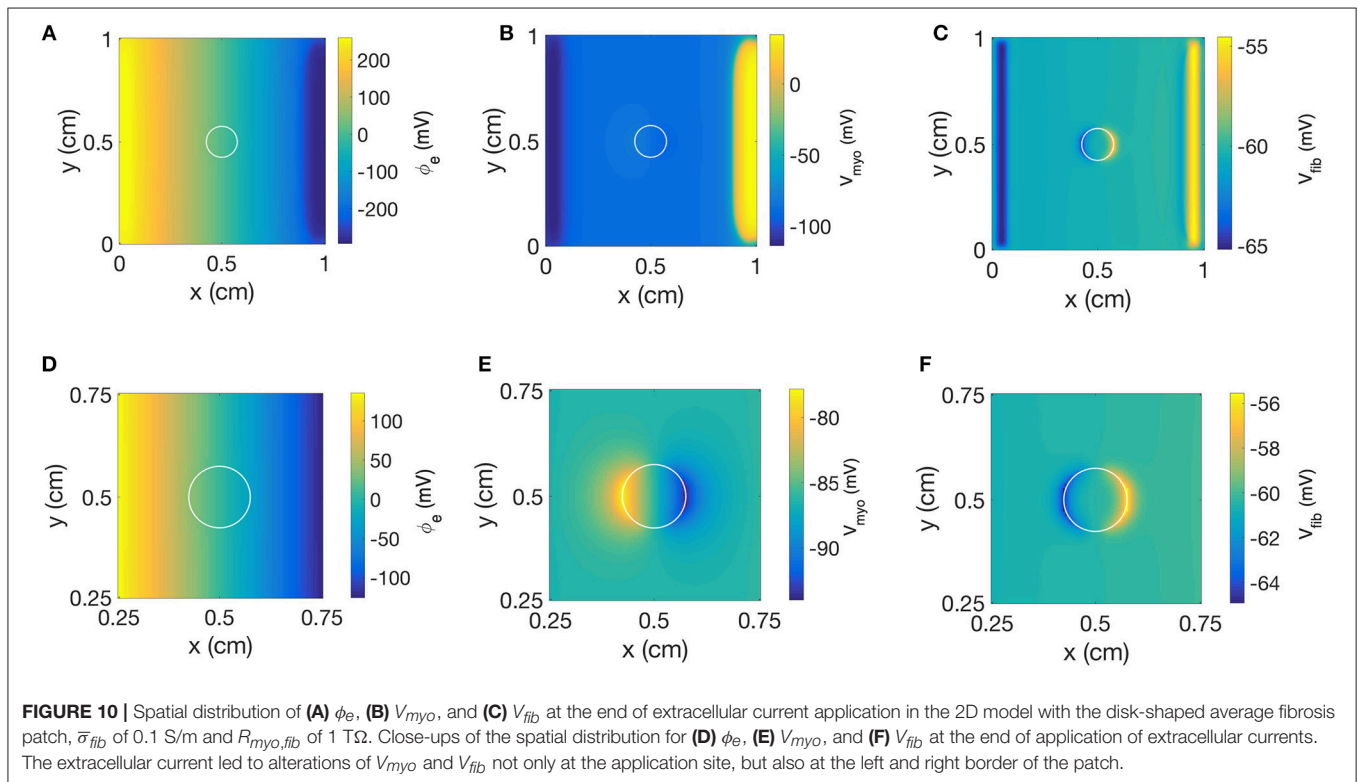 A
1
0.5
0
y (cm)
0 0.5 1
x (cm)
200
100
0
-100
-200
ϕe (mV)
B
1
0.5
0
y (cm)
0 0.5 1
x (cm)
0
-50
-100
Vmyo (mV)
C
1
0.5
0
y (cm)
0 0.5 1
x (cm)
-55
-60
-65
Vfib (mV)
D
0.75
0.5
0.25
y (cm)
0.25 0.5 0.75
x (cm)
100
50
0
-50
-100
ϕe (mV)
E
0.75
0.5
0.25
y (cm)
0.25 0.5 0.75
x (cm)
-80
-85
-90
Vmyo (mV)
F
0.75
0.5
0.25
y (cm)
0.25 0.5 0.75
x (cm)
-56
-58
-60
-62
-64
Vfib (mV)
FIGURE 10 | Spatial distribution of (A) ϕe, (B) Vmyo, and (C) Vfib at the end of extracellular current application in the 2D model with the disk-shaped average fibrosis
patch, σ̅fib of 0.1 S/m and Rmyo,fib of 1 TΩ. Close-ups of the spatial distribution for (D) ϕe, (E) Vmyo, and (F) Vfib at the end of application of extracellular currents.
The extracellular current led to alterations of Vmyo and Vfib not only at the application site, but also at the left and right border of the patch.